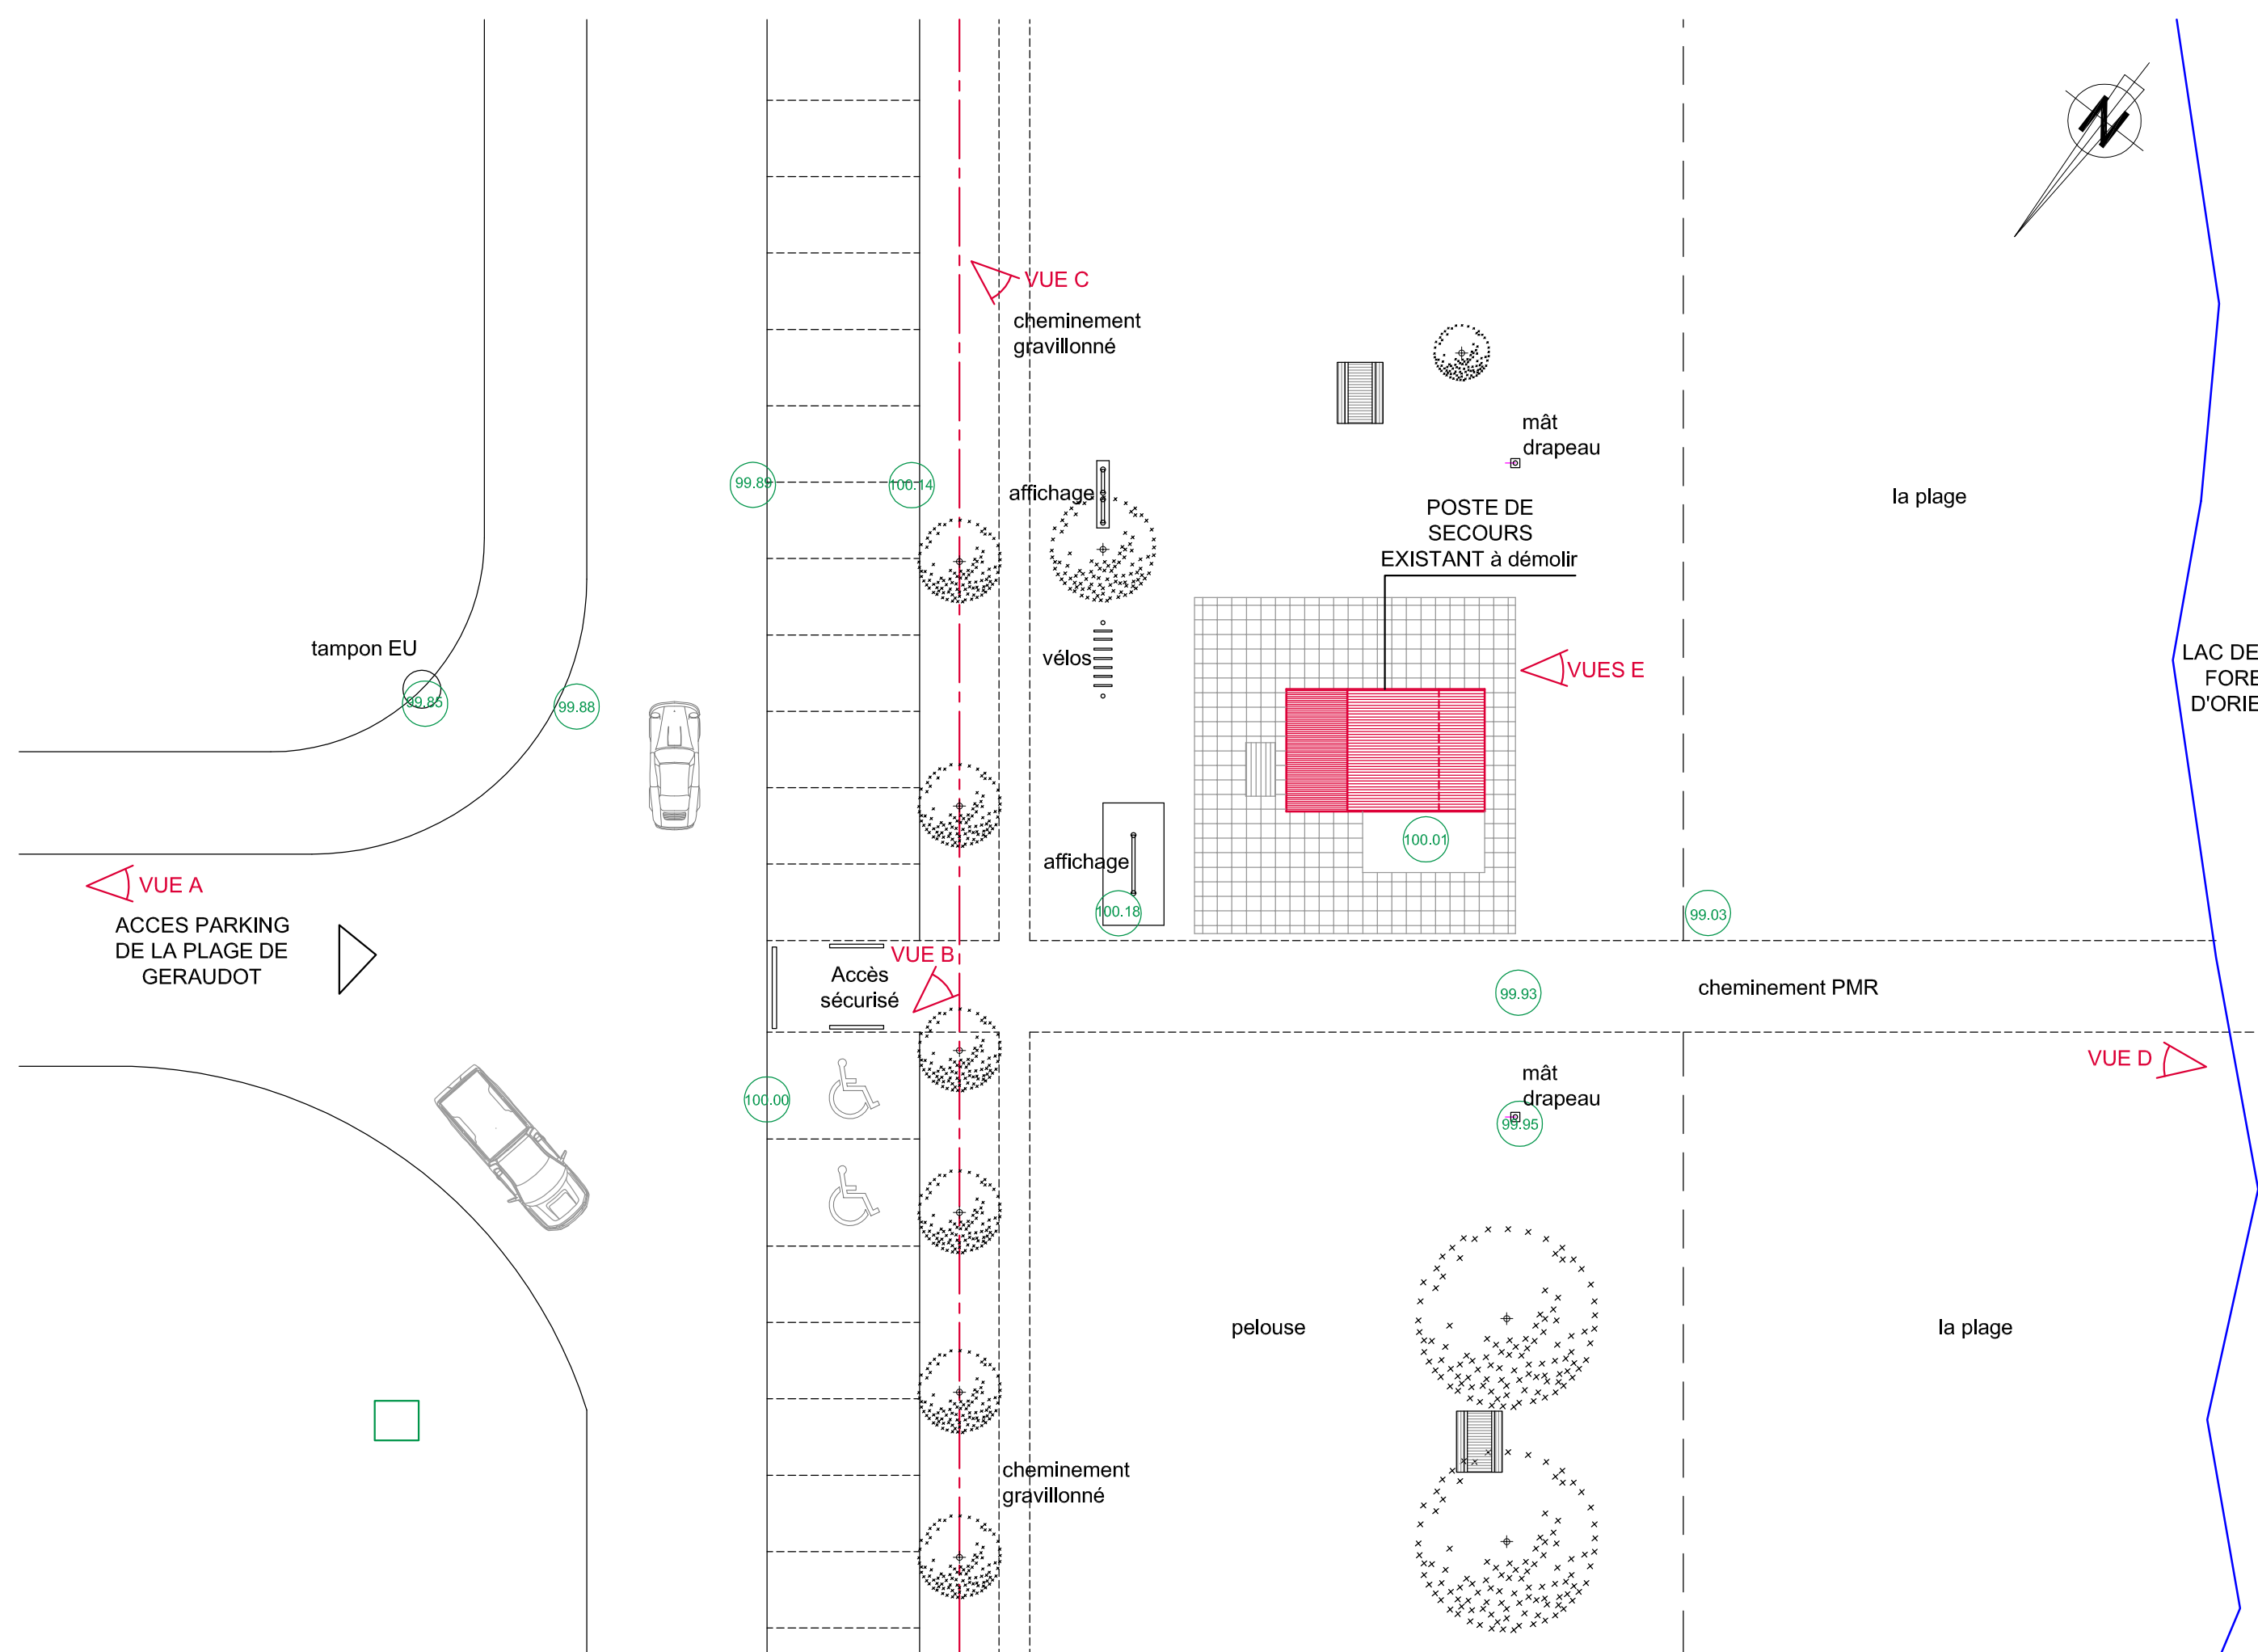 N
VUE C
cheminement
gravillonné
mât
drapeau
99.89
100.14
affichage
la plage
POSTE DE
SECOURS
EXISTANT à démolir
tampon EU
99.85
99.88
vélos
VUES E
LAC DE
FORE
D'ORIE
100.01
affichage
100.18
99.03
VUE A
ACCES PARKING
DE LA PLAGE DE
GERAUDOT
VUE B
Accès
sécurisé
99.93
cheminement PMR
VUE D
100.00
mât
drapeau
99.95
pelouse
la plage
cheminement
gravillonné